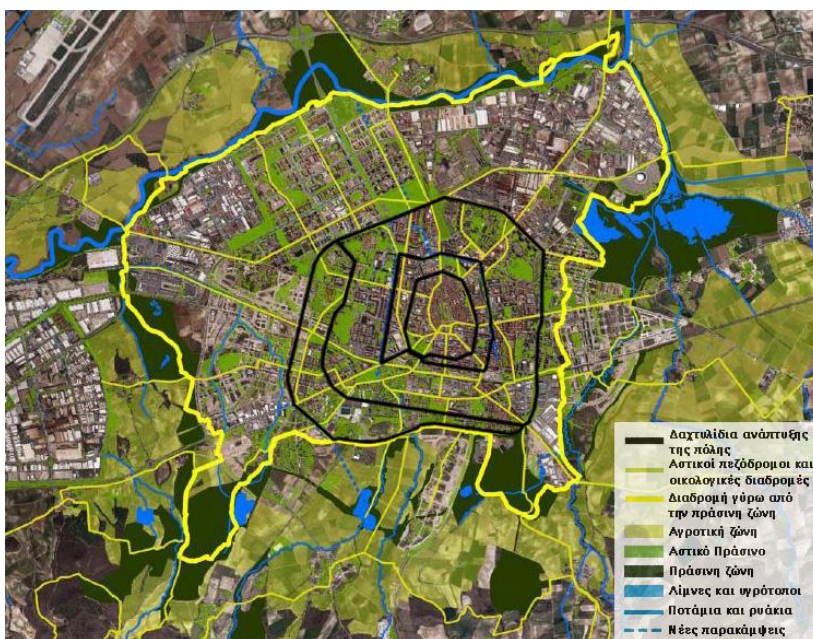 Δαχτυλίδια ανάπτυξης
της πόλης
Αστικοί πεζόδρομοι και
οικολογικές διαδρομές
Διαδρομή γύρω από
την πράσινη ζώνη
Αγροτική ζώνη
Αστικό Πράσινο
Πράσινη ζώνη
Λίμνες και υγρότοποι
Ποτάμια και ρυάκια
Νέες παρακάμψεις